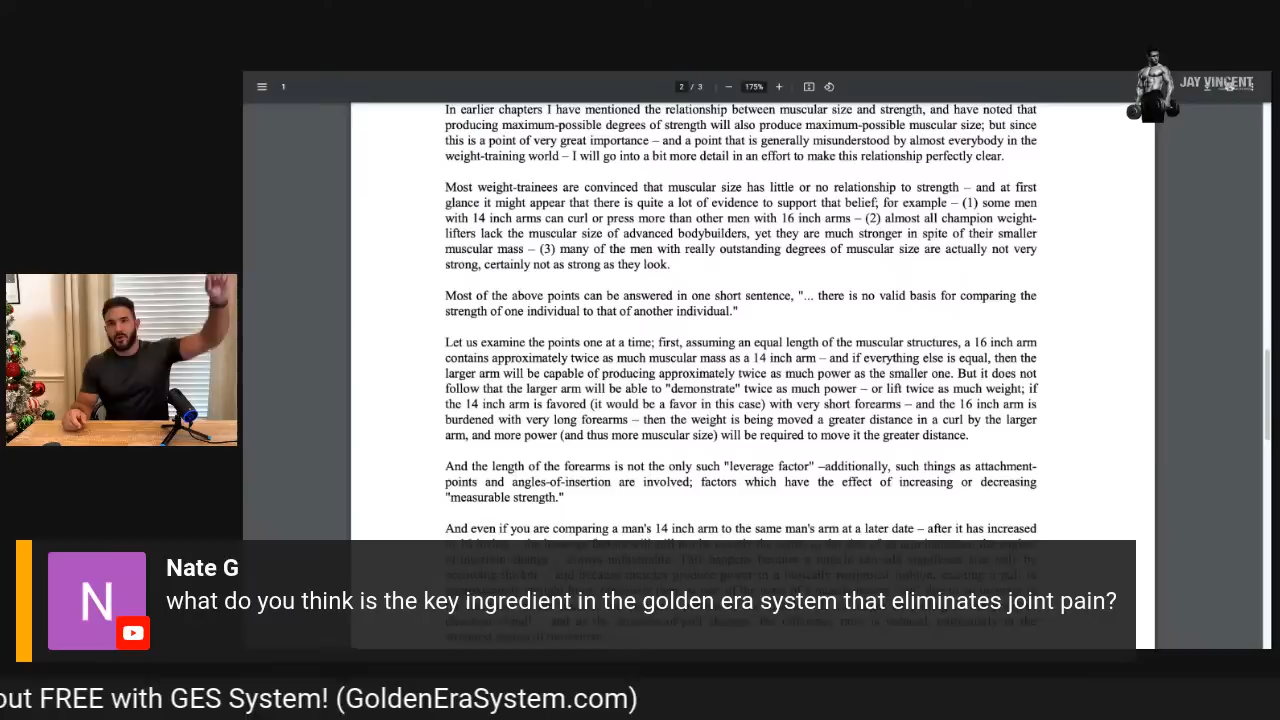 1
2 / 3
175%
JAY VINCENT
In earlier chapters I have mentioned the relationship between muscular size and strength, and have noted that
producing maximum-possible degrees of strength will also produce maximum-possible muscular size; but since
this is a point of very great importance – and a point that is generally misunderstood by almost everybody in the
weight-training world – I will go into a bit more detail in an effort to make this relationship perfectly clear.
Most weight-trainees are convinced that muscular size has little or no relationship to strength – and at first
glance it might appear that there is quite a lot of evidence to support that belief; for example – (1) some men
with 14 inch arms can curl or press more than other men with 16 inch arms – (2) almost all champion weight-
lifters lack the muscular size of advanced bodybuilders, yet they are much stronger in spite of their smaller
muscular mass – (3) many of the men with really outstanding degrees of muscular size are actually not very
strong, certainly not as strong as they look.
Most of the above points can be answered in one short sentence, "... there is no valid basis for comparing the
strength of one individual to that of another individual."
Let us examine the points one at a time; first, assuming an equal length of the muscular structures, a 16 inch arm
contains approximately twice as much muscular mass as a 14 inch arm – and if everything else is equal, then the
larger arm will be capable of producing approximately twice as much power as the smaller one. But it does not
follow that the larger arm will be able to "demonstrate" twice as much power – or lift twice as much weight; if
the 14 inch arm is favored (it would be a favor in this case) with very short forearms – and the 16 inch arm is
burdened with very long forearms – then the weight is being moved a greater distance in a curl by the larger
arm, and more power (and thus more muscular size) will be required to move it the greater distance.
And the length of the forearms is not the only such "leverage factor" –additionally, such things as attachment-
points and angles-of-insertion are involved; factors which have the effect of increasing or decreasing
"measurable strength."
And even if you are comparing a man's 14 inch arm to the same man's arm at a later date – after it has increased
N
Nate G
what do you think is the key ingredient in the golden era system that eliminates joint pain?
out FREE with GES System! (GoldenEraSystem.com)